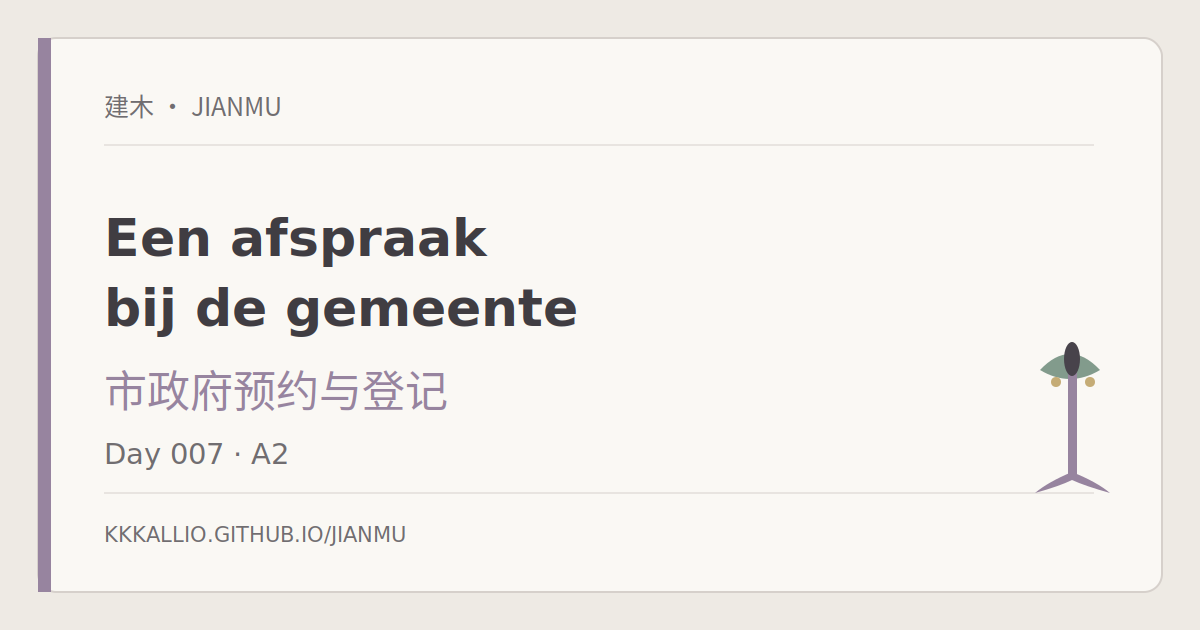 建木 · JIANMU
Een afspraak
bij de gemeente
市政府预约与登记
Day 007 · A2
KKKALLIO.GITHUB.IO/JIANMU